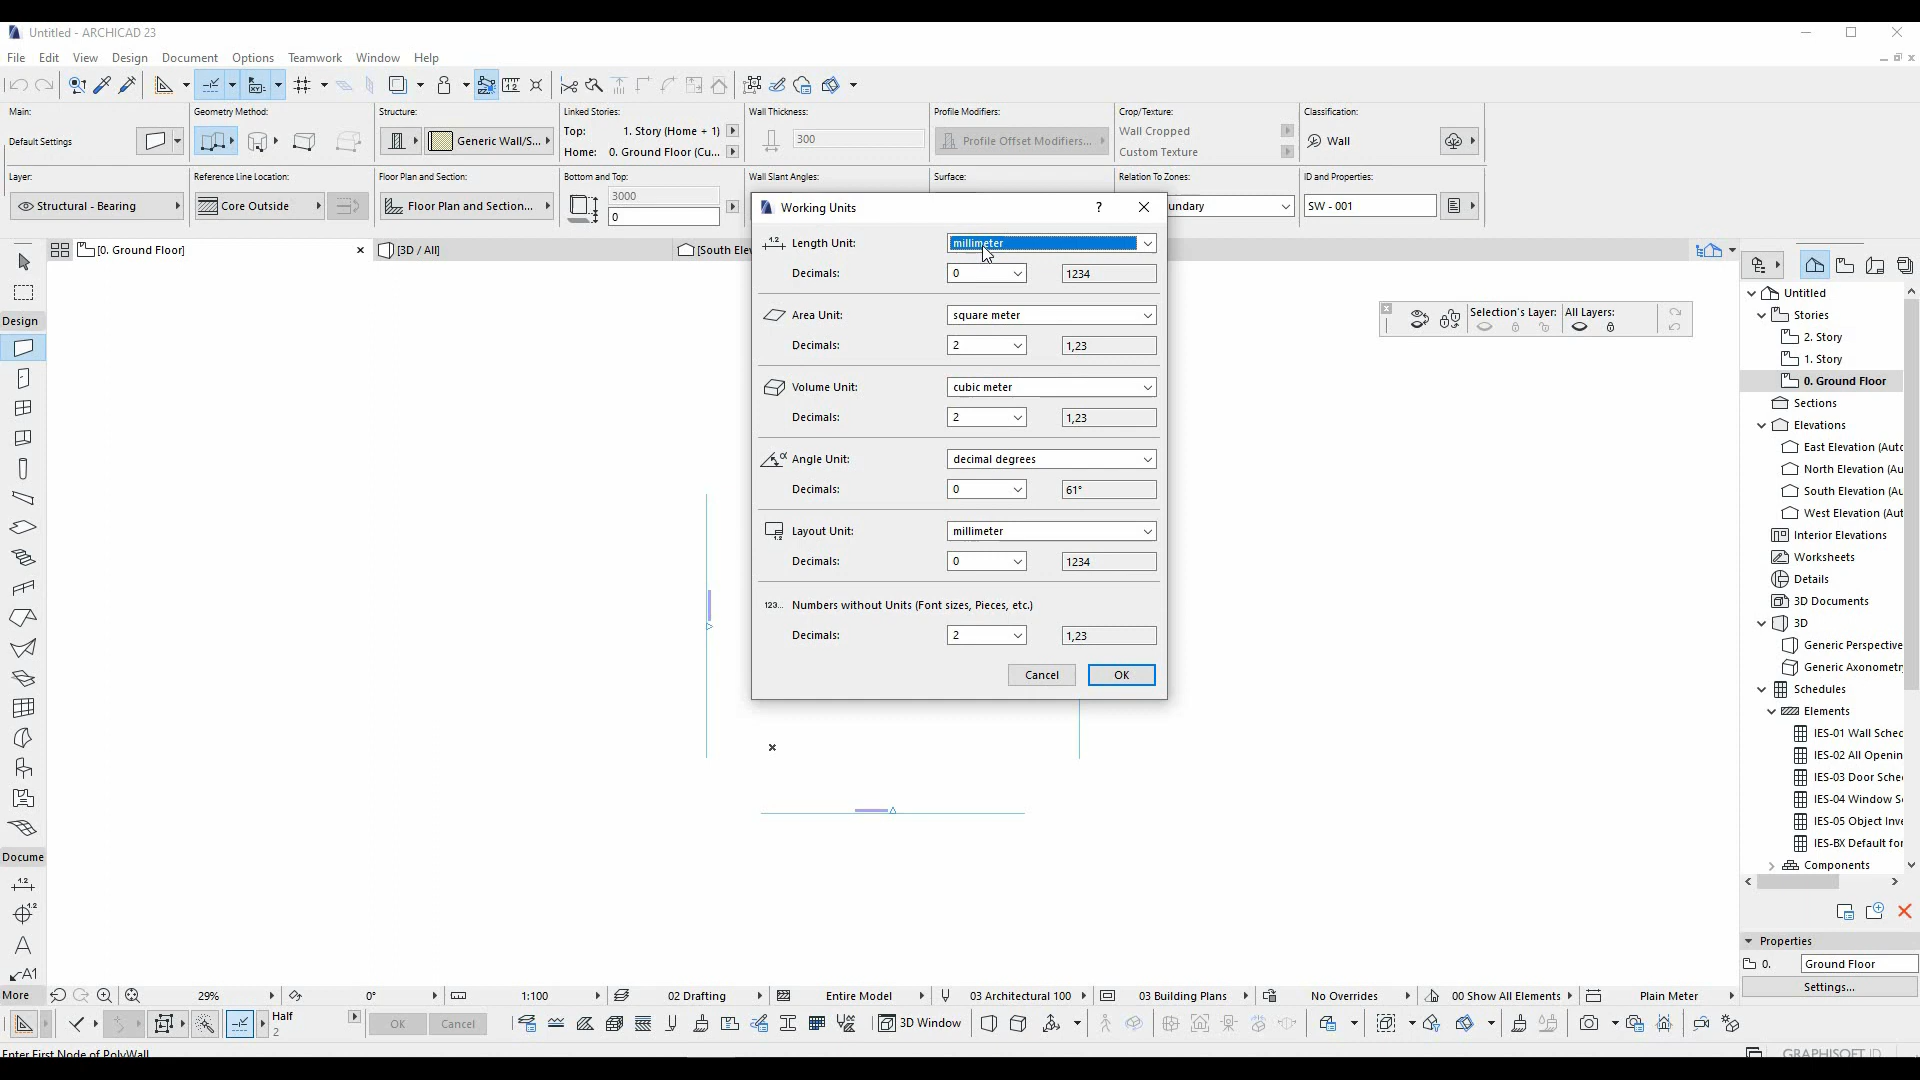 Untitled - ARCHICAD 23
File Edit View Design Document Options Teamwork Window Help
Main: Geometry Method: Structure: Linked Stories: Wall Thickness: Profile Modifiers: Crop/Texture: Classification:
Top: 1. Story (Home + 1) Wall Cropped
Default Settings Generic Wall/S... 300 Profile Offset Modifiers... Wall
Home: 0. Ground Floor (Cu... Custom Texture
Layer: Reference Line Location: Floor Plan and Section: Bottom and Top: Wall Slant Angles: Surface: Relation To Zones: ID and Properties:
3000
Structural - Bearing Core Outside Floor Plan and Section... undary SW - 001
0
[0. Ground Floor] [3D / All] [South Ele
Working Units
Length Unit: millimeter
Decimals: 0 1234
Area Unit: square meter
Decimals: 2 1,23
Volume Unit: cubic meter
Decimals: 2 1,23
Angle Unit: decimal degrees
Decimals: 0 61°
Layout Unit: millimeter
Decimals: 0 1234
123... Numbers without Units (Font sizes, Pieces, etc.)
Decimals: 2 1,23
Cancel OK
Selection's Layer: All Layers:
Design
Docume
1.2
1.2
A
A1
More
Untitled
Stories
2. Story
1. Story
0. Ground Floor
Sections
Elevations
East Elevation (Auto
North Elevation (Au
South Elevation (Au
West Elevation (Aut
Interior Elevations
Worksheets
Details
3D Documents
3D
Generic Perspective
Generic Axonometr
Schedules
Elements
IES-01 Wall Sched
IES-02 All Openin
IES-03 Door Sche
IES-04 Window S
IES-05 Object Inve
IES-BX Default for
Components
Properties
0. Ground Floor
Settings...
29% 0° 1:100 02 Drafting Entire Model 03 Architectural 100 03 Building Plans No Overrides 00 Show All Elements Plain Meter
Half
2
OK Cancel 3D Window
Enter First Node of PolyWall
GRAPHISOFT ID